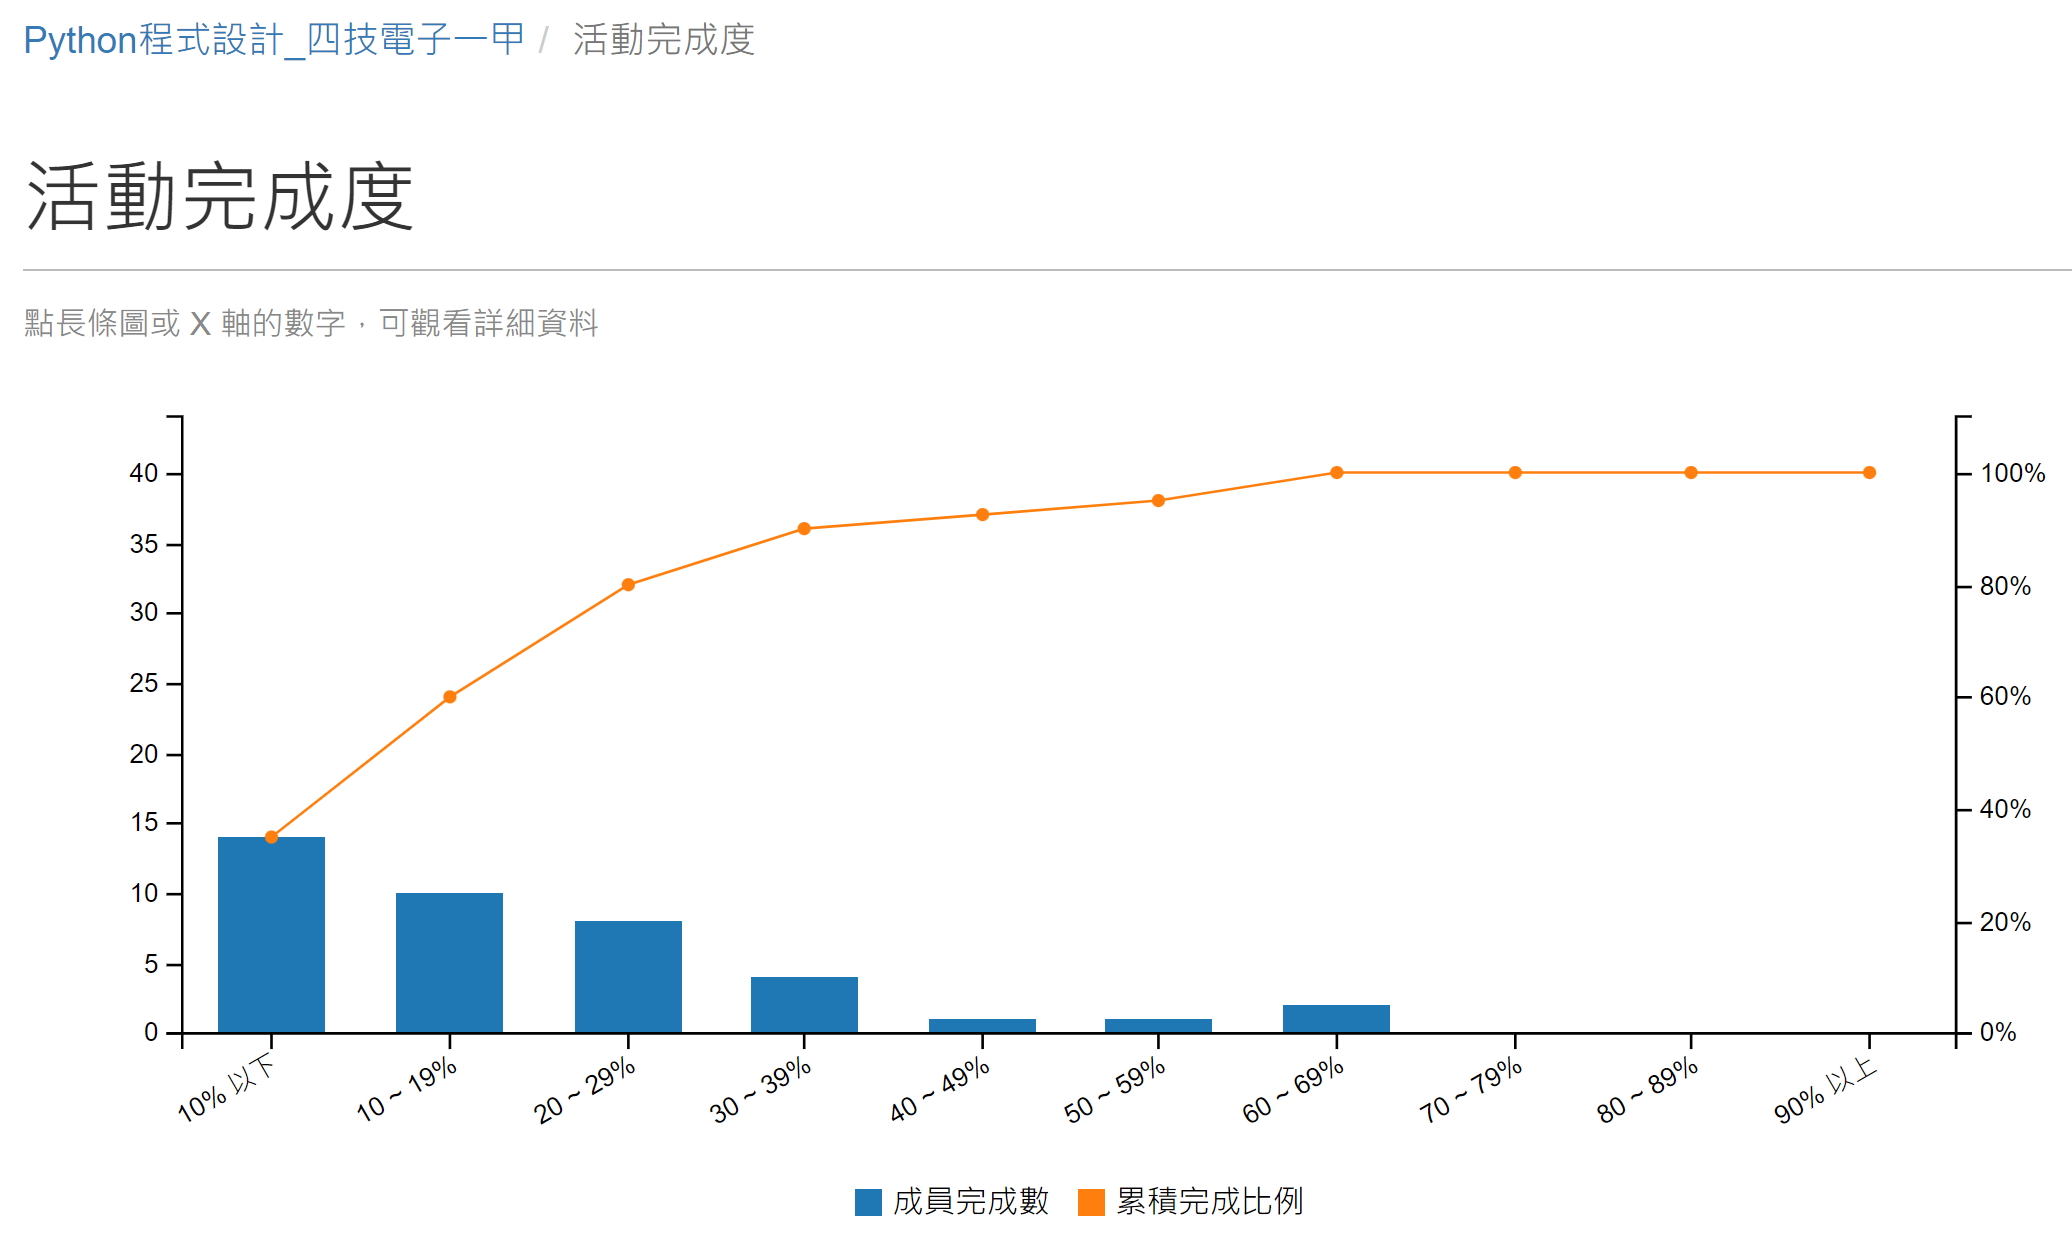 Python程式設計_四技電子一甲 / 活動完成度
活動完成度
點長條圖或 X 軸的數字，可觀看詳細資料
40
35
30
25
20
15
10
5
0
100%
80%
60%
40%
20%
0%
10% 以下
10 ~ 19%
20 ~ 29%
30 ~ 39%
40 ~ 49%
50 ~ 59%
60 ~ 69%
70 ~ 79%
80 ~ 89%
90% 以上
成員完成數
累積完成比例